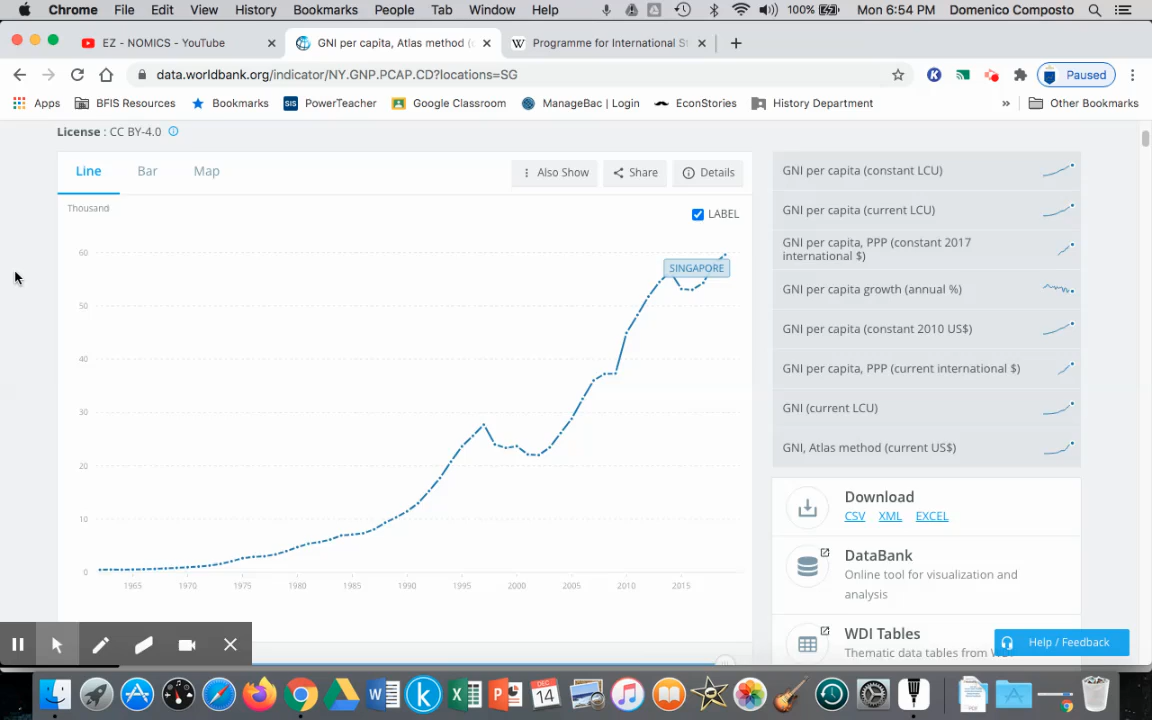 Chrome File Edit View History Bookmarks People Tab Window Help 100% Mon 6:54 PM Domenico Composto
EZ - NOMICS - YouTube GNI per capita, Atlas method ( Programme for International St
data.worldbank.org/indicator/NY.GNP.PCAP.CD?locations=SG Paused
Apps BFIS Resources Bookmarks PowerTeacher Google Classroom ManageBac | Login EconStories History Department » Other Bookmarks
License : CC BY-4.0
Line Bar Map Also Show Share Details
Thousand
LABEL
60
SINGAPORE
50
40
30
20
10
0
1965 1970 1975 1980 1985 1990 1995 2000 2005 2010 2015
GNI per capita (constant LCU)
GNI per capita (current LCU)
GNI per capita, PPP (constant 2017
international $)
GNI per capita growth (annual %)
GNI per capita (constant 2010 US$)
GNI per capita, PPP (current international $)
GNI (current LCU)
GNI, Atlas method (current US$)
Download
CSV XML EXCEL
DataBank
Online tool for visualization and
analysis
WDI Tables
Thematic data tables from
Help / Feedback
DEC
14